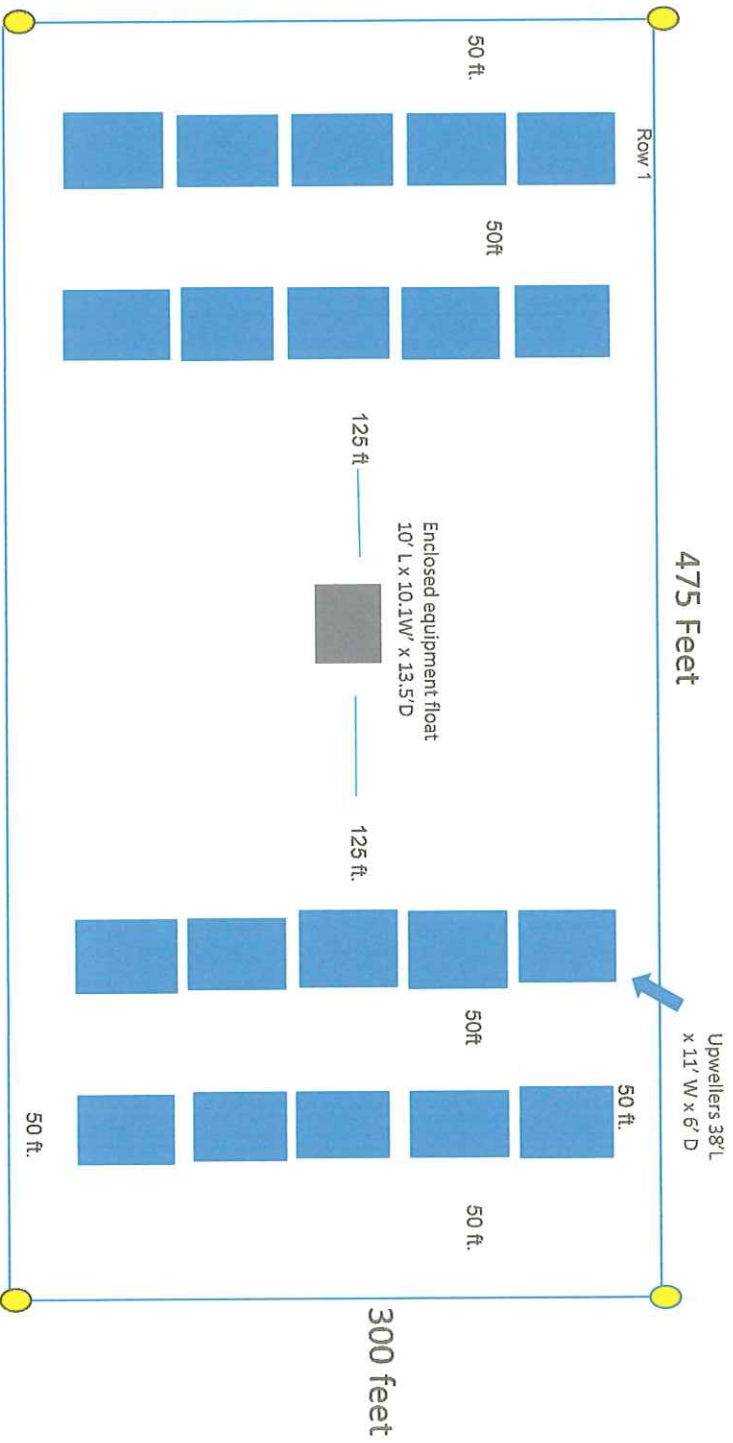 475 Feet
Upwellers 38'L
x 11' W x 6' D
Row 1
50 ft.
50 ft.
50ft
50ft
50 ft.
Enclosed equipment float
10' L x 10.1W' x 13.5'D
125 ft
125 ft.
300 feet
50 ft.